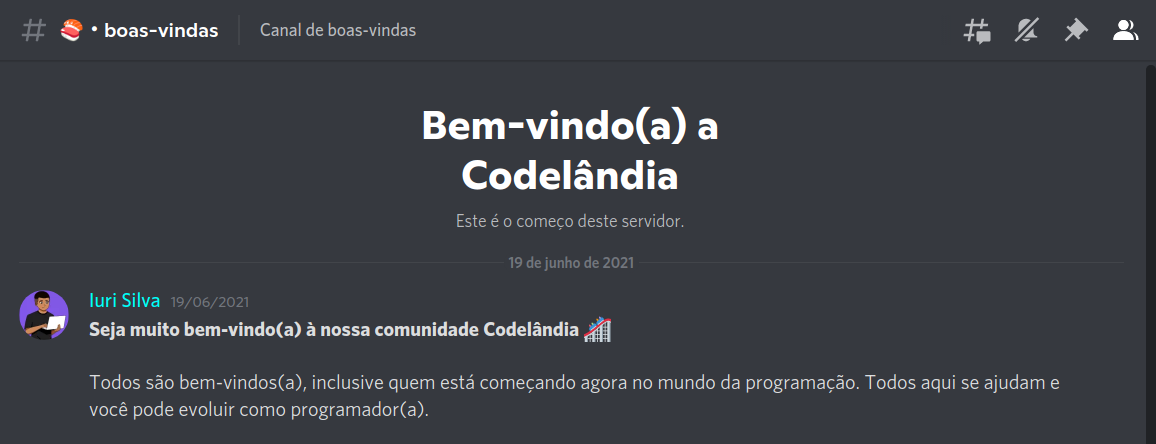 # 🍣 • boas-vindas Canal de boas-vindas
Bem-vindo(a) a
Codelândia
Este é o começo deste servidor.
19 de junho de 2021
Iuri Silva 19/06/2021
Seja muito bem-vindo(a) à nossa comunidade Codelândia 🎢
Todos são bem-vindos(a), inclusive quem está começando agora no mundo da programação. Todos aqui se ajudam e
você pode evoluir como programador(a).